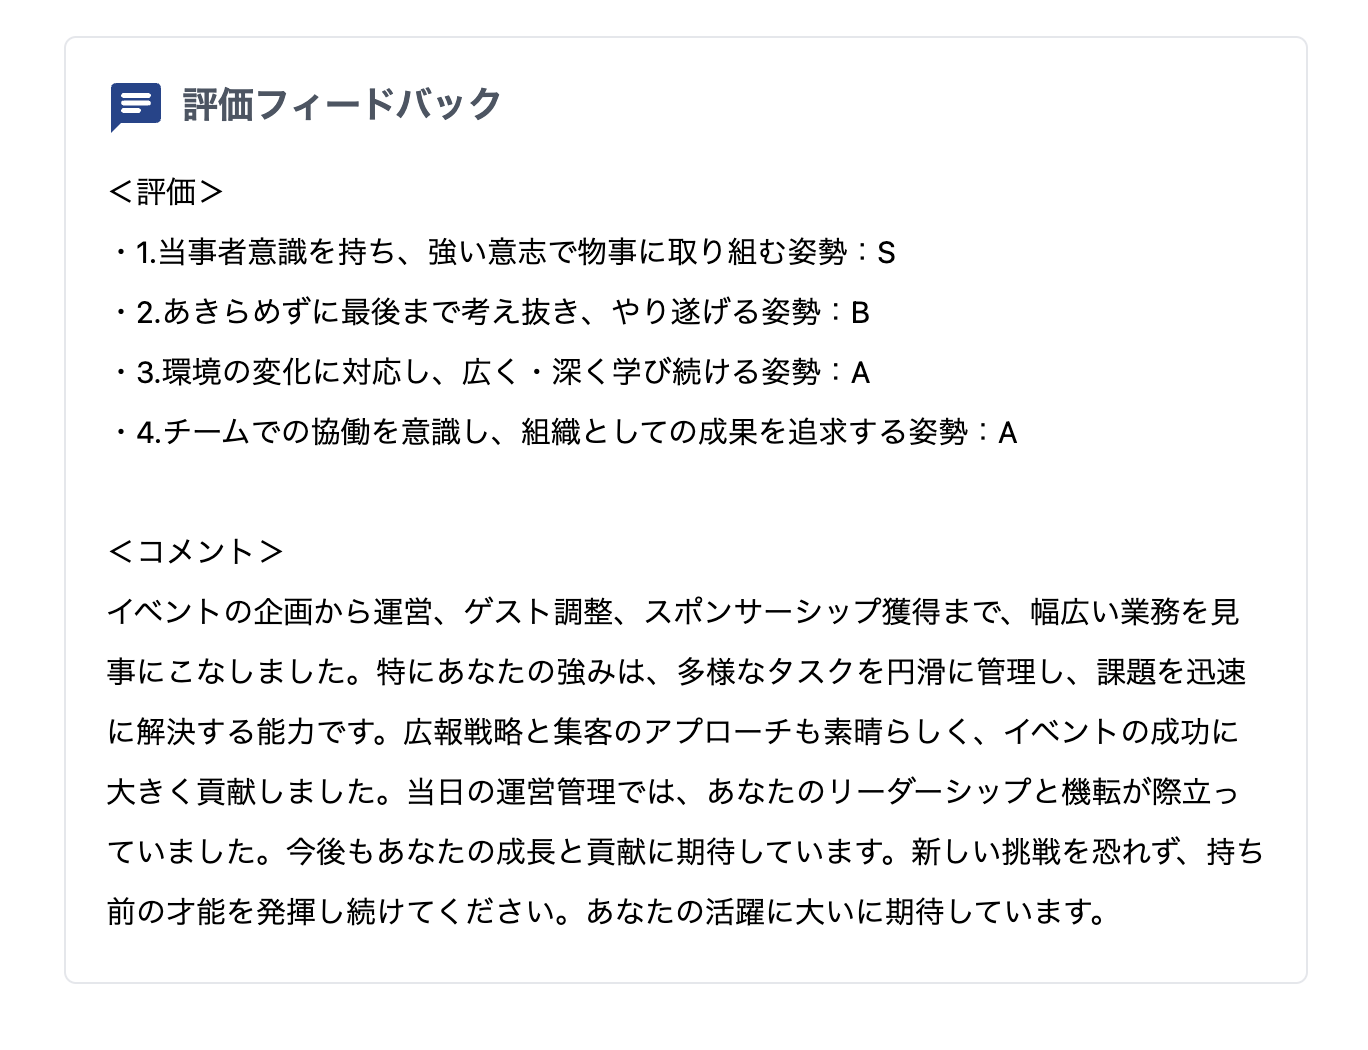 評価フィードバック
＜評価＞
・1.当事者意識を持ち、強い意志で物事に取り組む姿勢：S
・2.あきらめずに最後まで考え抜き、やり遂げる姿勢：B
・3.環境の変化に対応し、広く・深く学び続ける姿勢：A
・4.チームでの協働を意識し、組織としての成果を追求する姿勢：A
＜コメント＞
イベントの企画から運営、ゲスト調整、スポンサーシップ獲得まで、幅広い業務を見
事にこなしました。特にあなたの強みは、多様なタスクを円滑に管理し、課題を迅速
に解決する能力です。広報戦略と集客のアプローチも素晴らしく、イベントの成功に
大きく貢献しました。当日の運営管理では、あなたのリーダーシップと機転が際立っ
ていました。今後もあなたの成長と貢献に期待しています。新しい挑戦を恐れず、持ち
前の才能を発揮し続けてください。あなたの活躍に大いに期待しています。